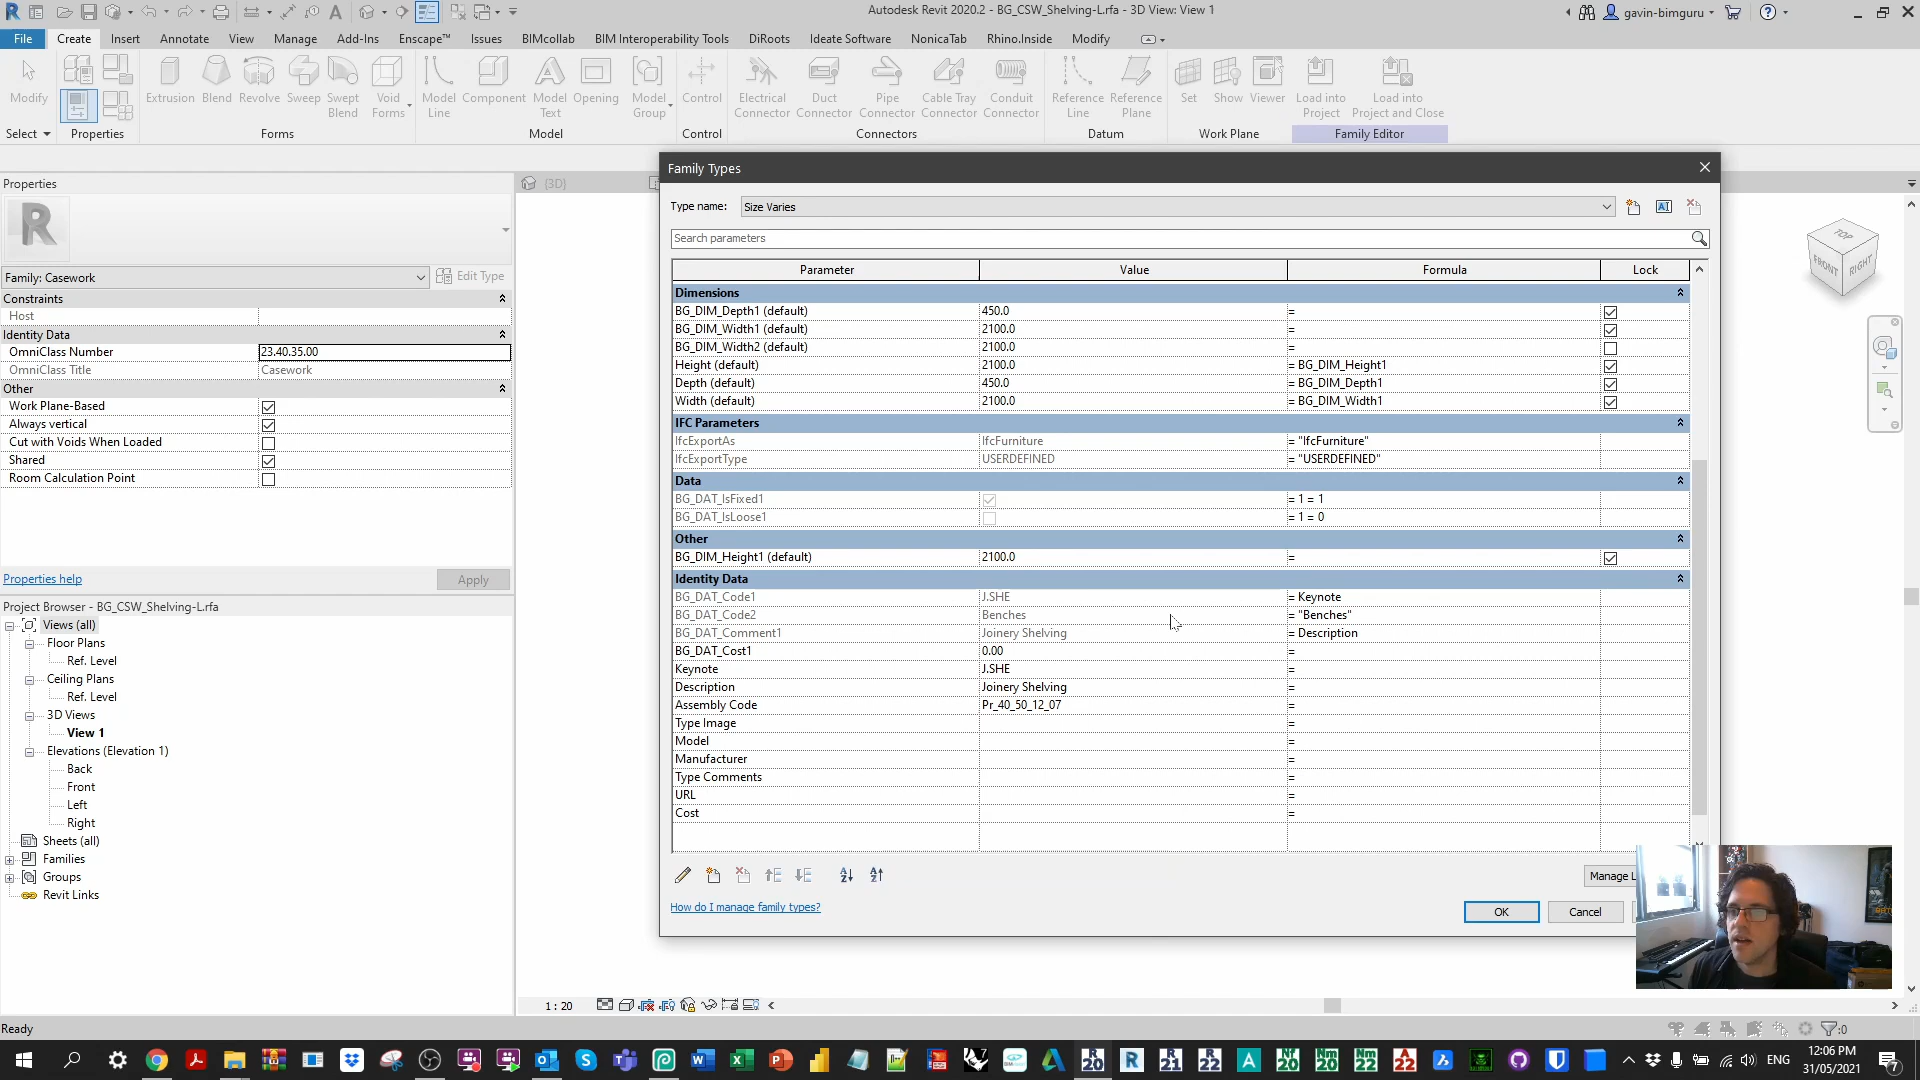 Autodesk Revit 2020.2 - BG_CSW_Shelving-L.rfa - 3D View: View 1
gavin-bimguru
File Create Insert Annotate View Manage Add-Ins Enscape™ Issues BIMcollab BIM Interoperability Tools DiRoots Ideate Software NonicaTab Rhino.Inside Modify
Modify Extrusion Blend Revolve Sweep Swept Blend Void Forms Model Line Component Model Text Opening Model Group Control Electrical Connector Duct Connector Pipe Connector Cable Tray Connector Conduit Connector Reference Line Reference Plane Set Show Viewer Load into Project Load into Project and Close
Select Properties Forms Model Control Connectors Datum Work Plane Family Editor
Properties
Family: Casework Edit Type
Constraints
Host
Identity Data
OmniClass Number 23.40.35.00
OmniClass Title Casework
Other
Work Plane-Based
Always vertical
Cut with Voids When Loaded
Shared
Room Calculation Point
Properties help Apply
Project Browser - BG_CSW_Shelving-L.rfa
Views (all)
Floor Plans
Ref. Level
Ceiling Plans
Ref. Level
3D Views
View 1
Elevations (Elevation 1)
Back
Front
Left
Right
Sheets (all)
Families
Groups
Revit Links
{3D}
Family Types
Type name: Size Varies
Search parameters
Parameter Value Formula Lock
Dimensions
BG_DIM_Depth1 (default) 450.0 =
BG_DIM_Width1 (default) 2100.0 =
BG_DIM_Width2 (default) 2100.0 =
Height (default) 2100.0 = BG_DIM_Height1
Depth (default) 450.0 = BG_DIM_Depth1
Width (default) 2100.0 = BG_DIM_Width1
IFC Parameters
IfcExportAs IfcFurniture = "IfcFurniture"
IfcExportType USERDEFINED = "USERDEFINED"
Data
BG_DAT_IsFixed1 = 1 = 1
BG_DAT_IsLoose1 = 1 = 0
Other
BG_DIM_Height1 (default) 2100.0 =
Identity Data
BG_DAT_Code1 J.SHE = Keynote
BG_DAT_Code2 Benches = "Benches"
BG_DAT_Comment1 Joinery Shelving = Description
BG_DAT_Cost1 0.00 =
Keynote J.SHE =
Description Joinery Shelving =
Assembly Code Pr_40_50_12_07 =
Type Image =
Model =
Manufacturer =
Type Comments =
URL =
Cost =
Manage L
How do I manage family types?
OK Cancel
TOP
FRONT RIGHT
1 : 20
Ready
:0
ENG
12:06 PM
31/05/2021